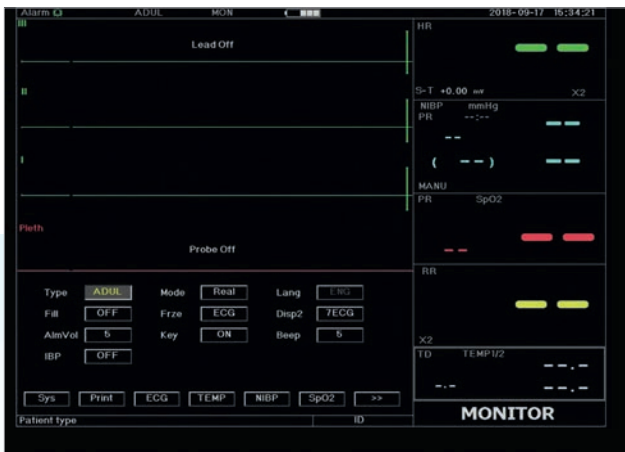 Alarm ADUL MON 2018-09-17 15:34:21
III
Lead Off
II
I
Pleth
Probe Off
Type ADUL Mode Real Lang ENG
Fill OFF Frze ECG Disp2 7ECG
AlmVol 5 Key ON Beep 5
IBP OFF
Sys Print ECG TEMP NIBP SpO2 >>
Patient type ID
HR
-- 
S-T +0.00 mV X2
NIBP mmHg
PR --:-- --
--
( -- ) --
MANU
PR SpO2
-- --
RR
--
X2
TD TEMP1/2
--.-
-.- --.-
MONITOR